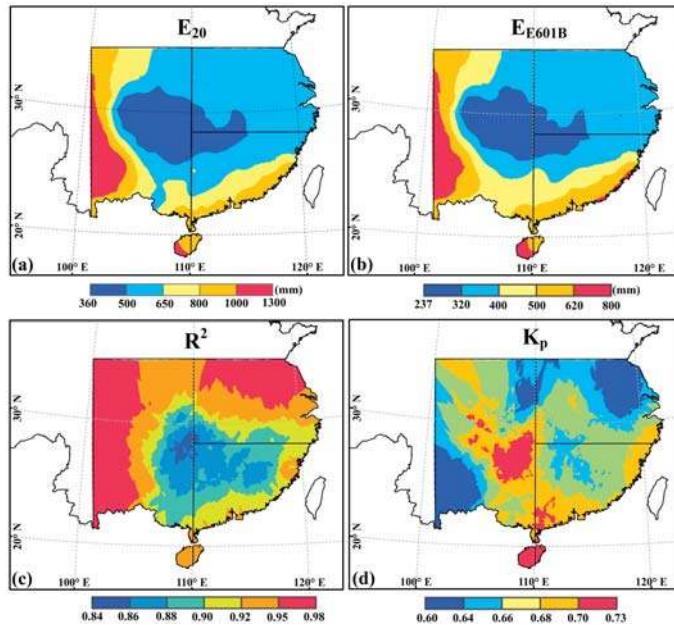 E20 E601B
30° N 30° N
20° N 20° N
(a) (b)
100° E 110° E 120° E 100° E 110° E 120° E
(mm) (mm)
360 500 650 800 1000 1300 237 320 400 500 620 800
R² Kp
30° N 30° N
20° N 20° N
(c) (d)
100° E 110° E 120° E 100° E 110° E 120° E
0.84 0.86 0.88 0.90 0.92 0.95 0.98 0.60 0.64 0.66 0.68 0.70 0.73